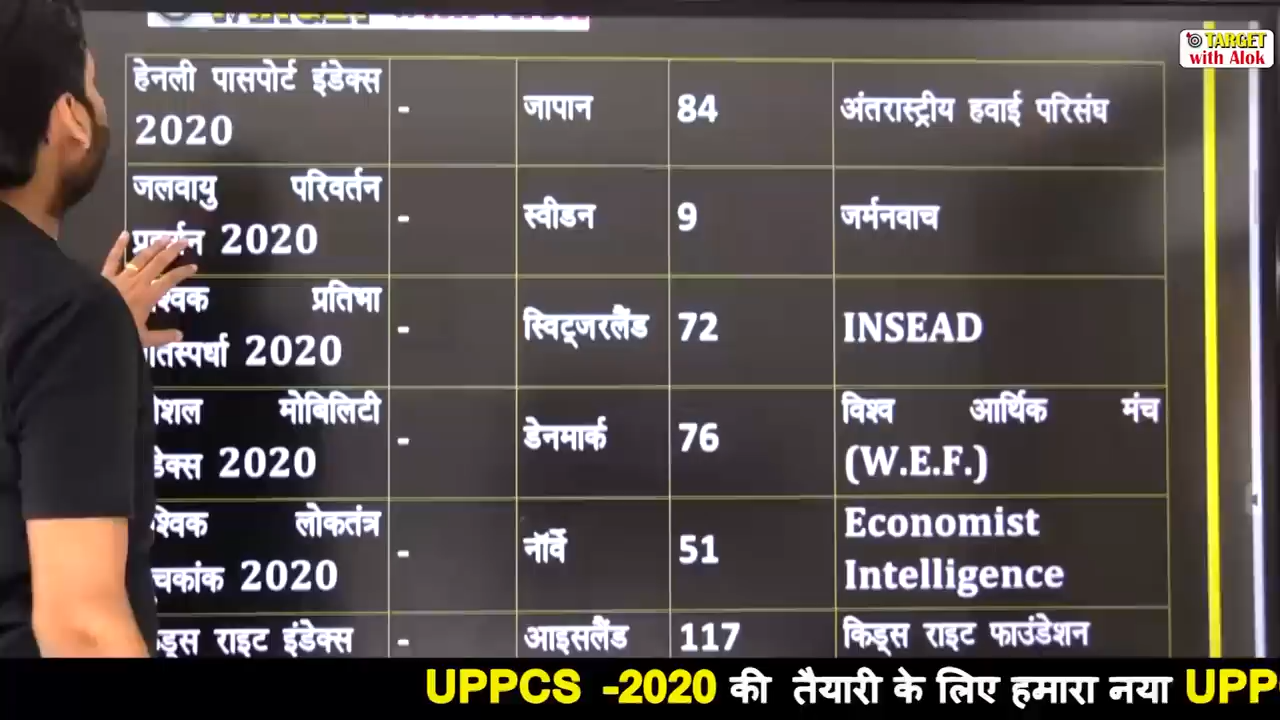 TARGET
with Alok
हेनली पासपोर्ट इंडेक्स
2020
-
जापान
84
अंतरास्ट्रीय हवाई परिसंघ
जलवायु परिवर्तन
2020
-
स्वीडन
9
जर्मनवाच
प्रतिभा
2020
-
स्विट्जरलैंड
72
INSEAD
मोबिलिटी
2020
-
डेनमार्क
76
विश्व आर्थिक मंच
(W.E.F.)
लोकतंत्र
2020
-
नॉर्वे
51
Economist
Intelligence
राइट इंडेक्स
-
आइसलैंड
117
किड्स राइट फाउंडेशन
UPPCS -2020 की तैयारी के लिए हमारा नया UPP